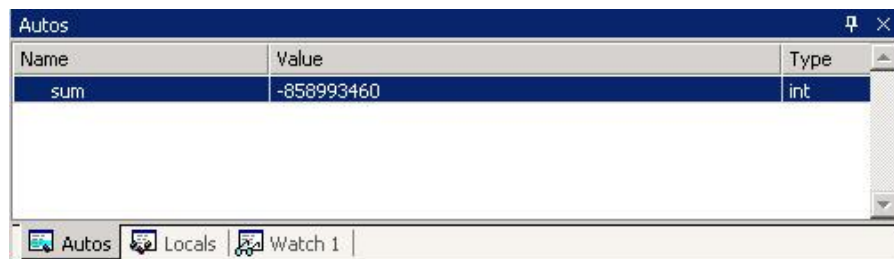 Autos
Name Value Type
sum -858993460 int
Autos Locals Watch 1